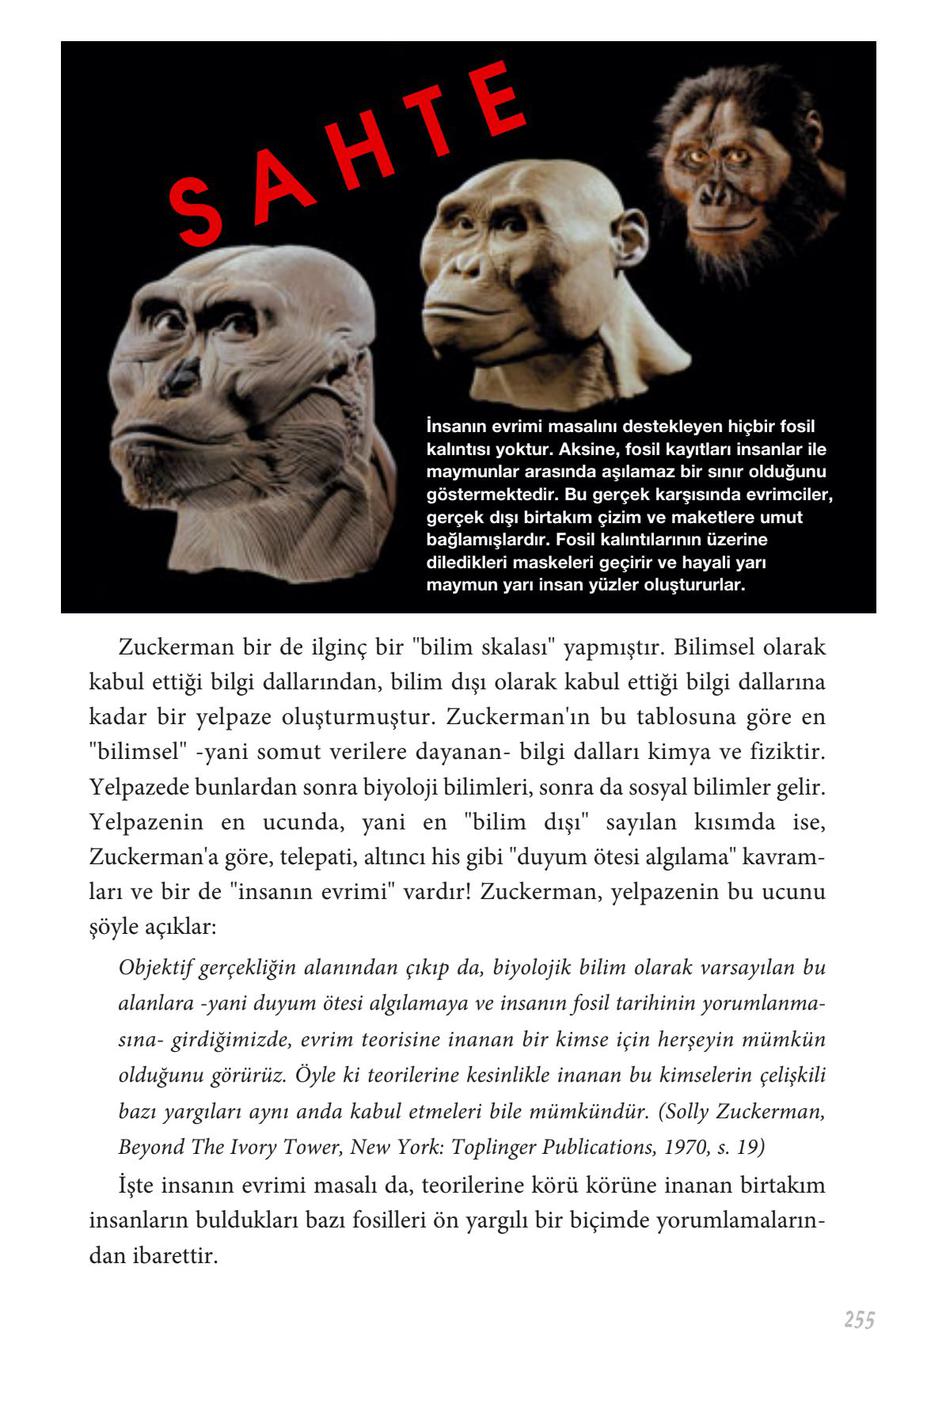 SAHTE
İnsanın evrimi masalını destekleyen hiçbir fosil
kalıntısı yoktur. Aksine, fosil kayıtları insanlar ile
maymunlar arasında aşılamaz bir sınır olduğunu
göstermektedir. Bu gerçek karşısında evrimciler,
gerçek dışı birtakım çizim ve maketlere umut
bağlamışlardır. Fosil kalıntılarının üzerine
diledikleri maskeleri geçirir ve hayali yarı
maymun yarı insan yüzler oluştururlar.
Zuckerman bir de ilginç bir "bilim skalası" yapmıştır. Bilimsel olarak
kabul ettiği bilgi dallarından, bilim dışı olarak kabul ettiği bilgi dallarına
kadar bir yelpaze oluşturmuştur. Zuckerman'ın bu tablosuna göre en
"bilimsel" -yani somut verilere dayanan- bilgi dalları kimya ve fiziktir.
Yelpazede bunlardan sonra biyoloji bilimleri, sonra da sosyal bilimler gelir.
Yelpazenin en ucunda, yani en "bilim dışı" sayılan kısımda ise,
Zuckerman'a göre, telepati, altıncı his gibi "duyum ötesi algılama" kavram-
ları ve bir de "insanın evrimi" vardır! Zuckerman, yelpazenin bu ucunu
şöyle açıklar:
Objektif gerçekliğin alanından çıkıp da, biyolojik bilim olarak varsayılan bu
alanlara -yani duyum ötesi algılamaya ve insanın fosil tarihinin yorumlanma-
sına- girdiğimizde, evrim teorisine inanan bir kimse için herşeyin mümkün
olduğunu görürüz. Öyle ki teorilerine kesinlikle inanan bu kimselerin çelişkili
bazı yargıları aynı anda kabul etmeleri bile mümkündür. (Solly Zuckerman,
Beyond The Ivory Tower, New York: Toplinger Publications, 1970, s. 19)
İşte insanın evrimi masalı da, teorilerine körü körüne inanan birtakım
insanların buldukları bazı fosilleri ön yargılı bir biçimde yorumlamaların-
dan ibarettir.
255